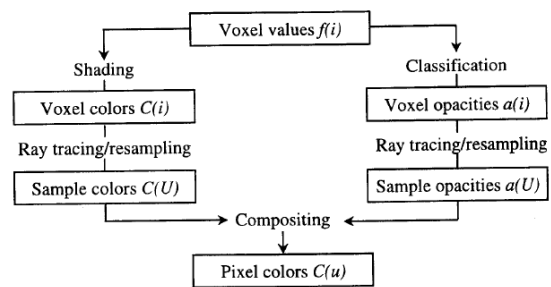 Voxel values f(i)
Shading
Classification
Voxel colors C(i)
Voxel opacities a(i)
Ray tracing/resampling
Ray tracing/resampling
Sample colors C(U)
Sample opacities a(U)
Compositing
Pixel colors C(u)